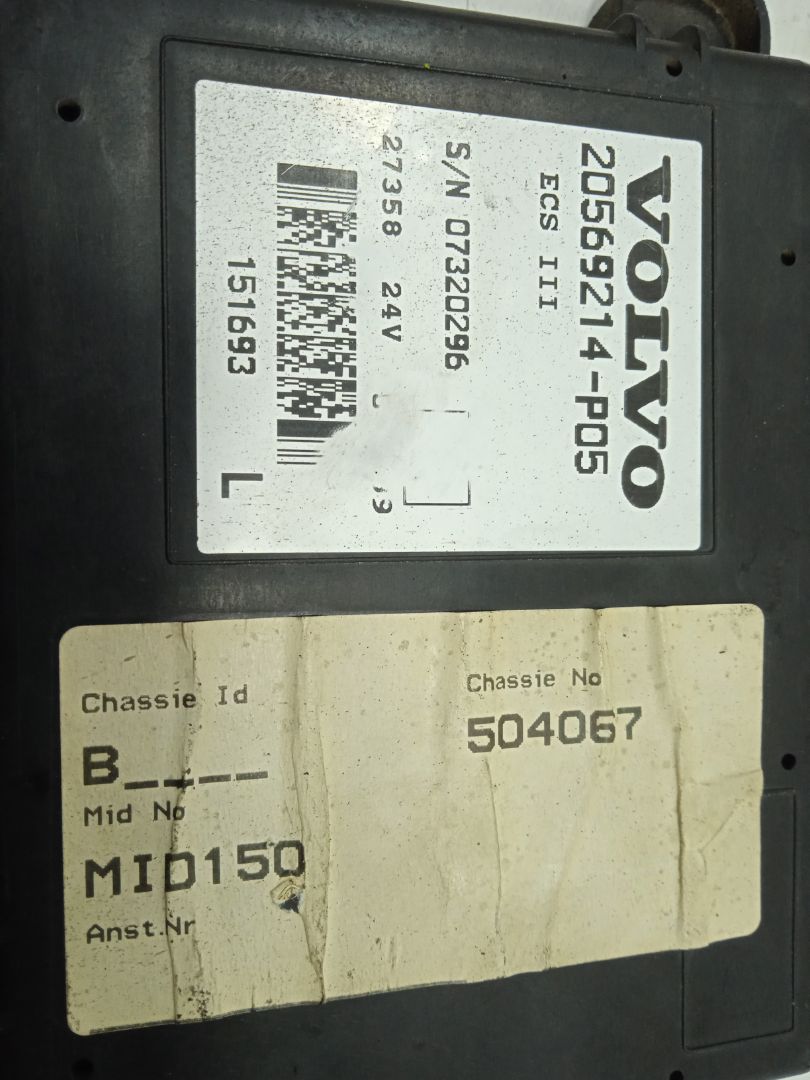 VOLVO
20569214-P05
ECS III
S/N 07320296
27358 24V
151693
L
Chassie Id
B____
Chassie No
504067
Mid No
MID150
Anst.Nr